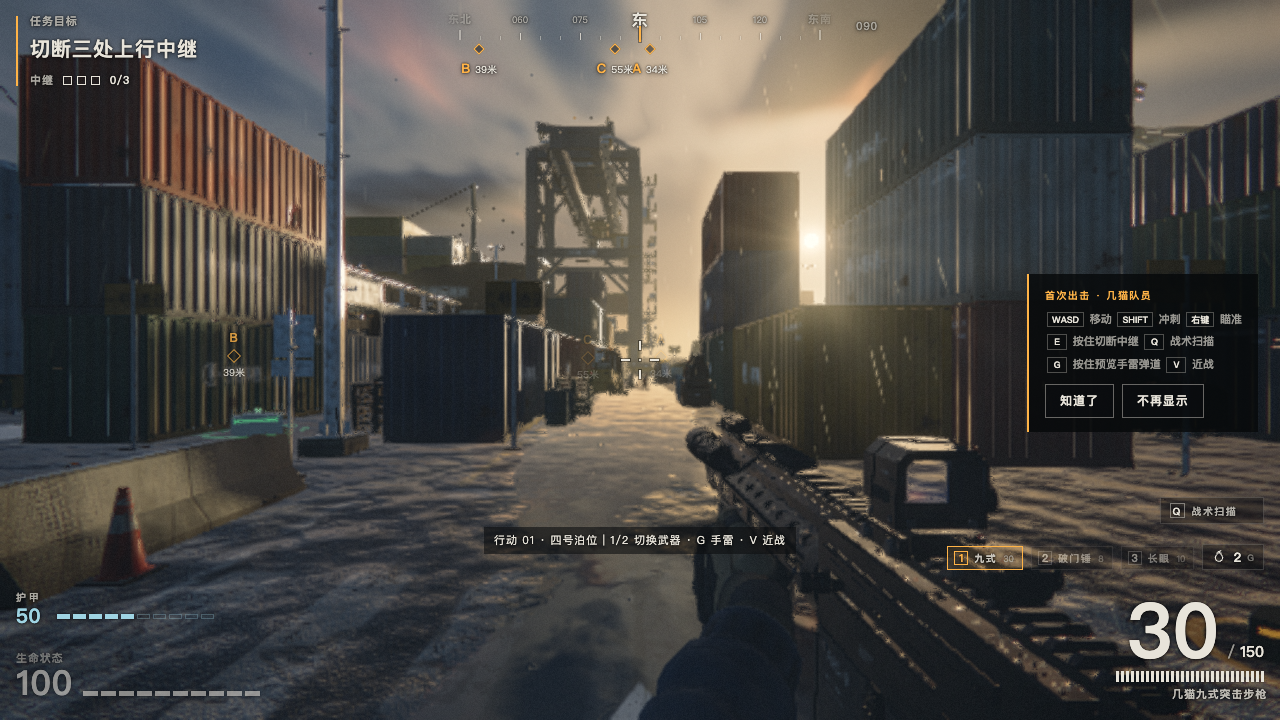 任务目标
切断三处上行中继
中继 0/3
东北 060 075 东 105 120 东南 090
B 39米 C 55米 A 34米
B
39米
C
55米
首次出击 · 几猫队员
WASD 移动 SHIFT 冲刺 右键 瞄准
E 按住切断中继 Q 战术扫描
G 按住预览手雷弹道 V 近战
知道了 不再显示
Q 战术扫描
行动 01 · 四号泊位 | 1/2 切换武器 · G 手雷 · V 近战
1 九式 30 2 破门锤 8 3 长眼 10 2 G
护甲
50
生命状态
100
30 / 150
几猫九式突击步枪